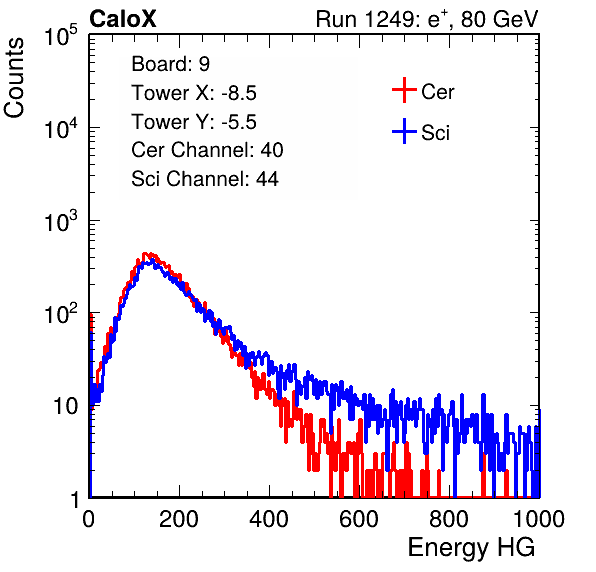 CaloX Run 1249: e⁺, 80 GeV
Counts
10⁵
10⁴
10³
10²
10
1
Board: 9
Tower X: -8.5
Tower Y: -5.5
Cer Channel: 40
Sci Channel: 44
Cer
Sci
0 200 400 600 800 1000
Energy HG